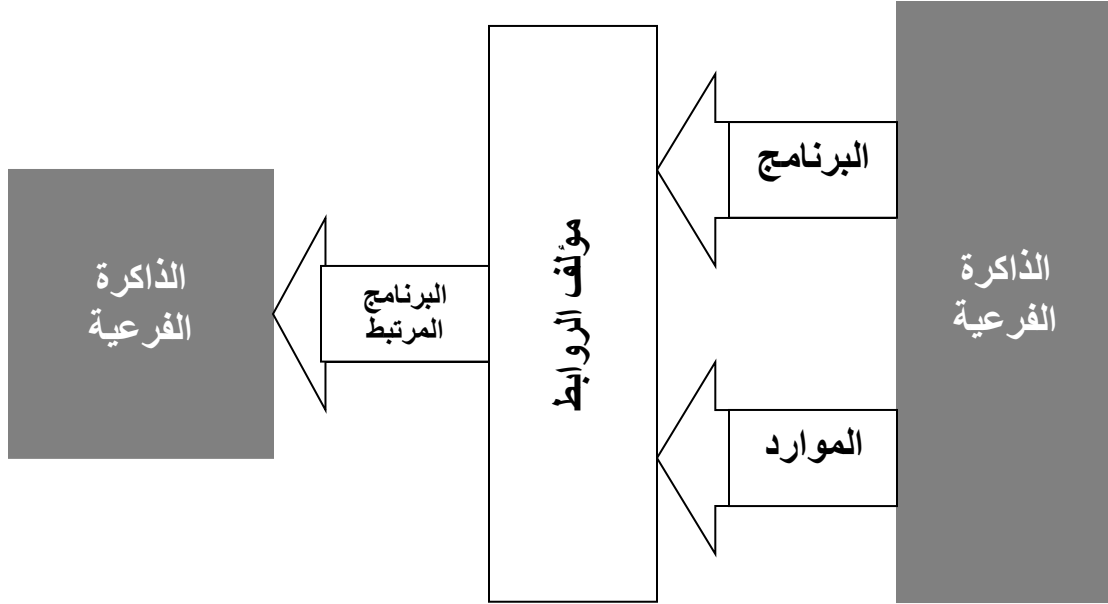 الذاكرة
الفرعية
البرنامج
الموارد
مؤلف الروابط
البرنامج
المرتبط
الذاكرة
الفرعية